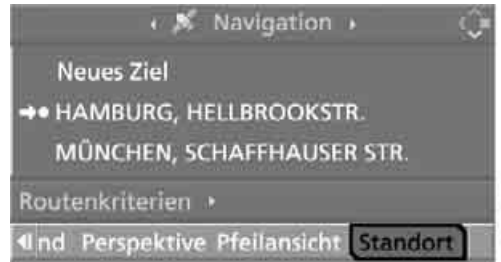 Navigation
Neues Ziel
HAMBURG, HELLBROOKSTR.
MÜNCHEN, SCHAFFHAUSER STR.
Routenkriterien
nd Perspektive Pfeilansicht Standort